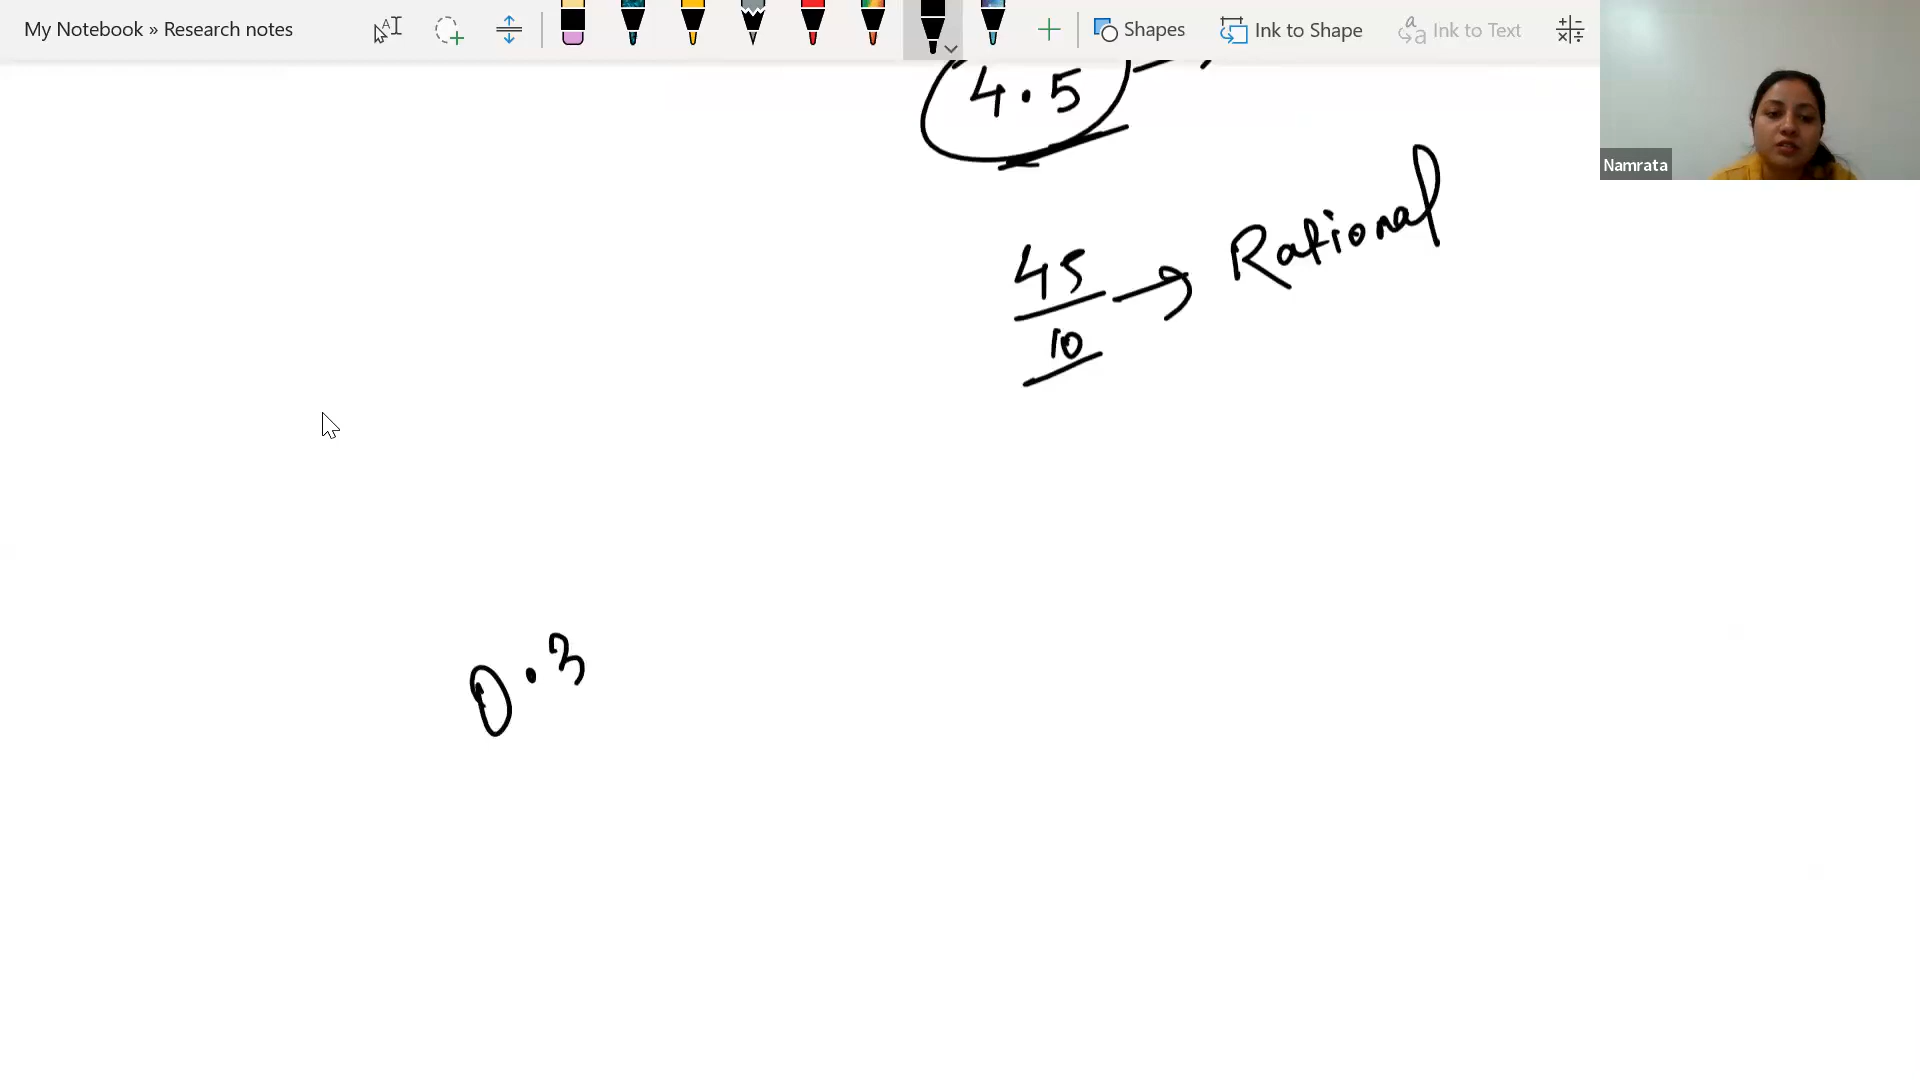 My Notebook » Research notes
Shapes
Ink to Shape
Ink to Text
Namrata
4.5
45
10
Rational
0.3